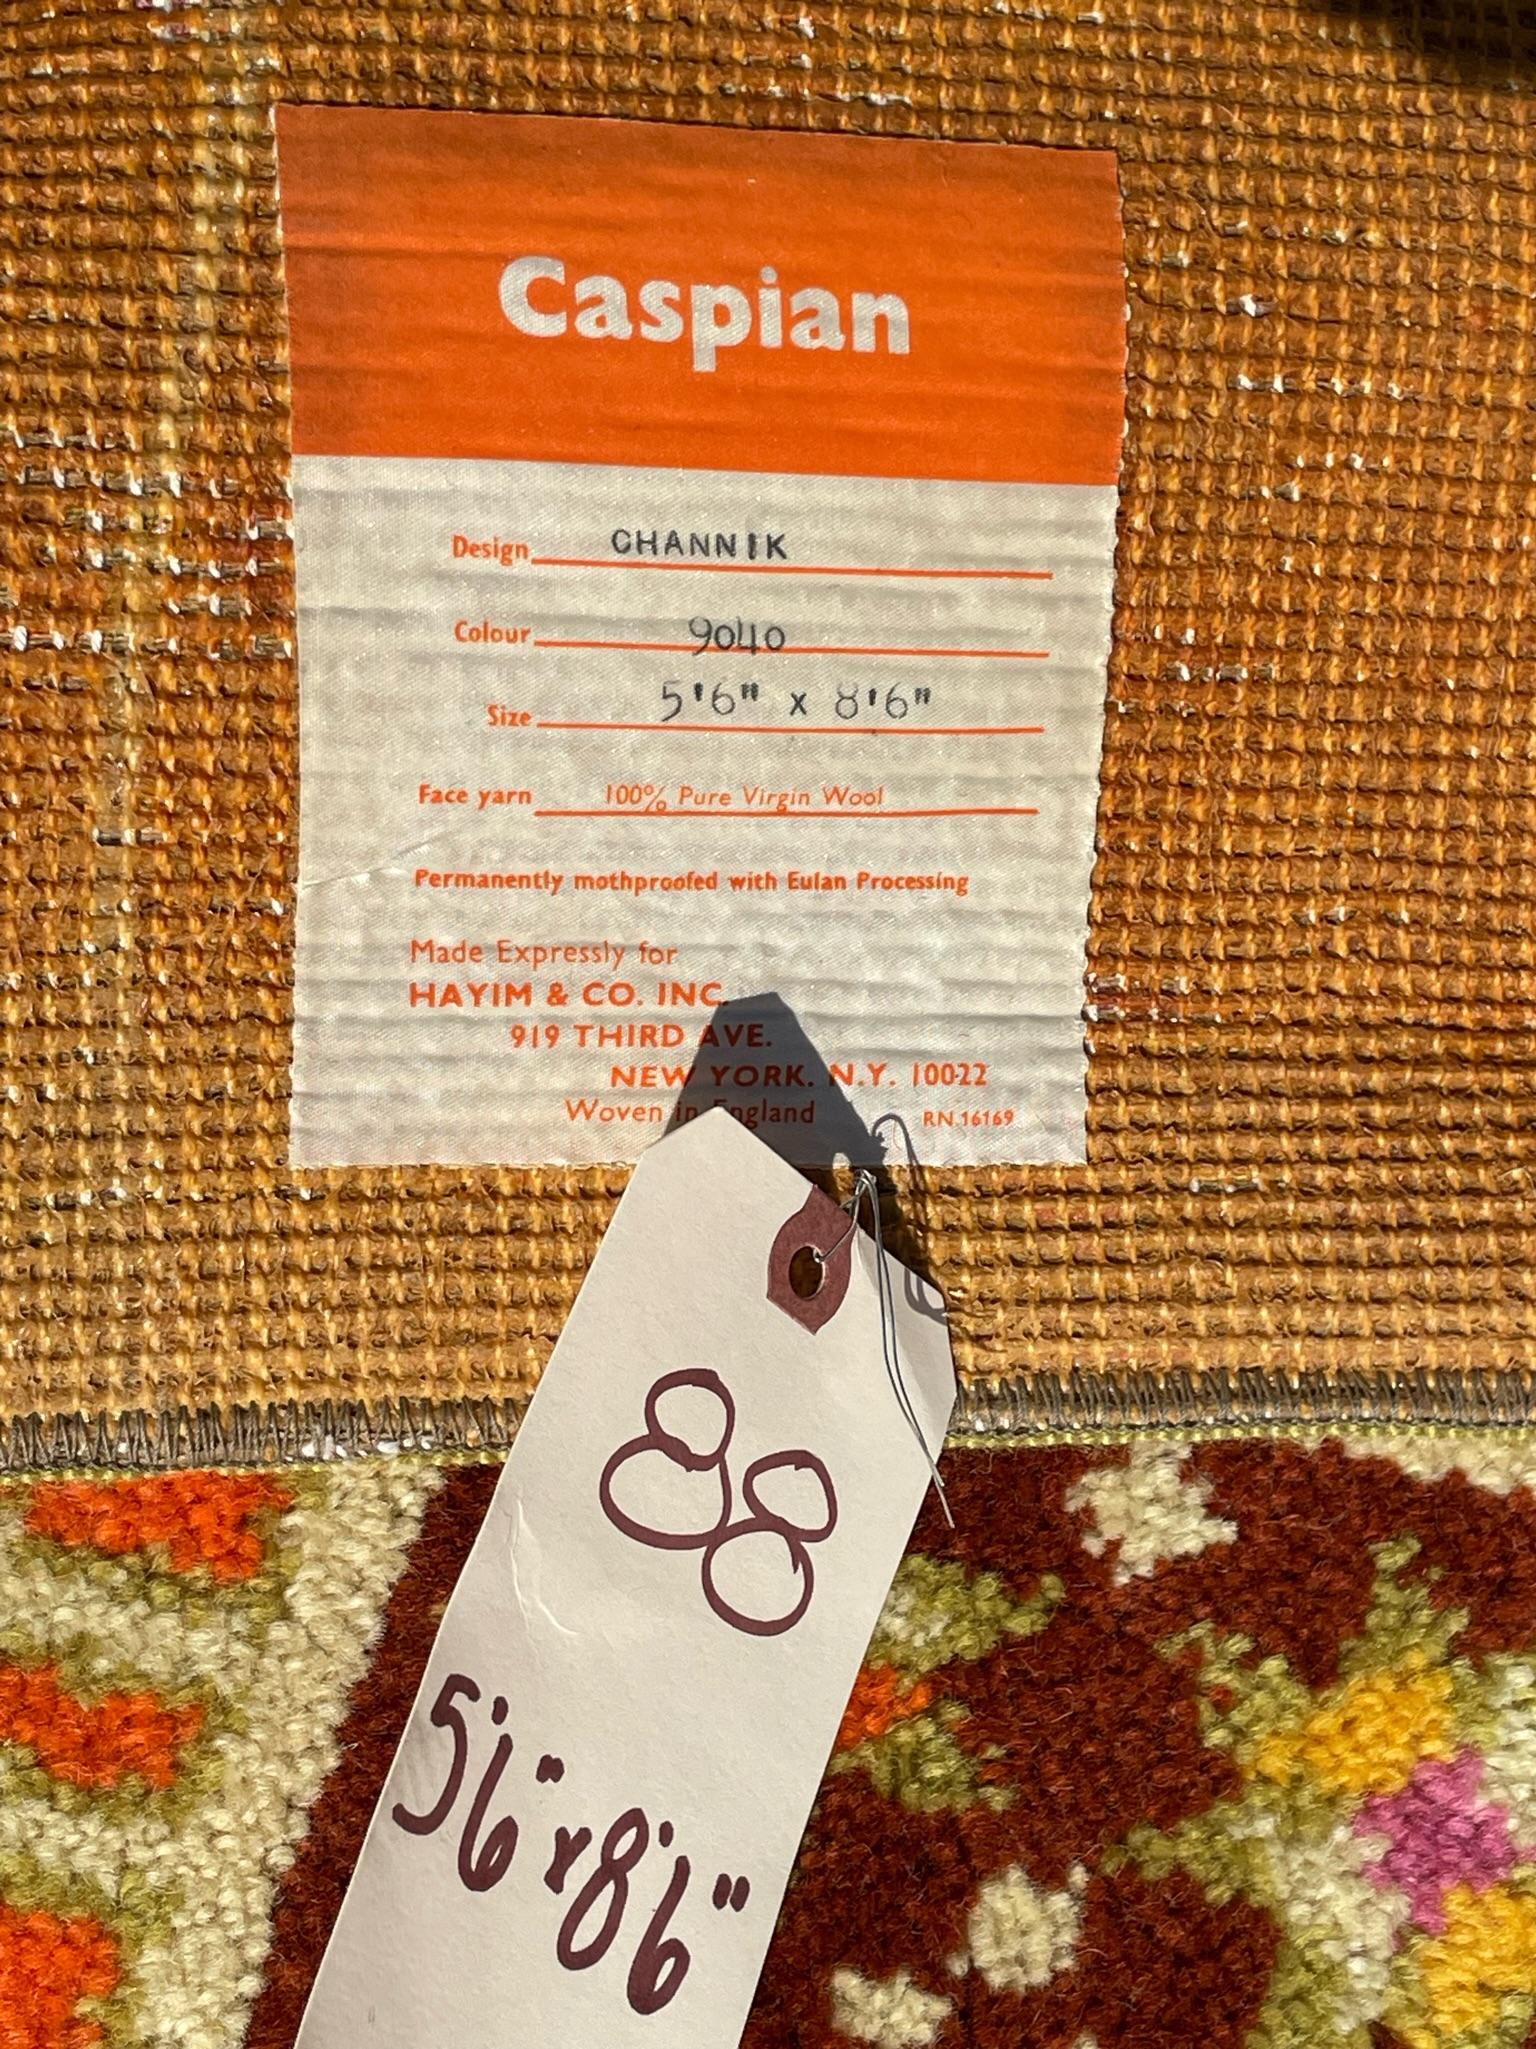 Caspian
Design CHANNIK
Colour 9040
Size 5'6" x 8'6"
Face yarn 100% Pure Virgin Wool
Permanently mothproofed with Eulan Processing
Made Expressly for
HAYIM & CO. INC.
919 THIRD AVE.
NEW YORK. N.Y. 10022
Woven in England RN.16169
88
5'6" x 8'6"